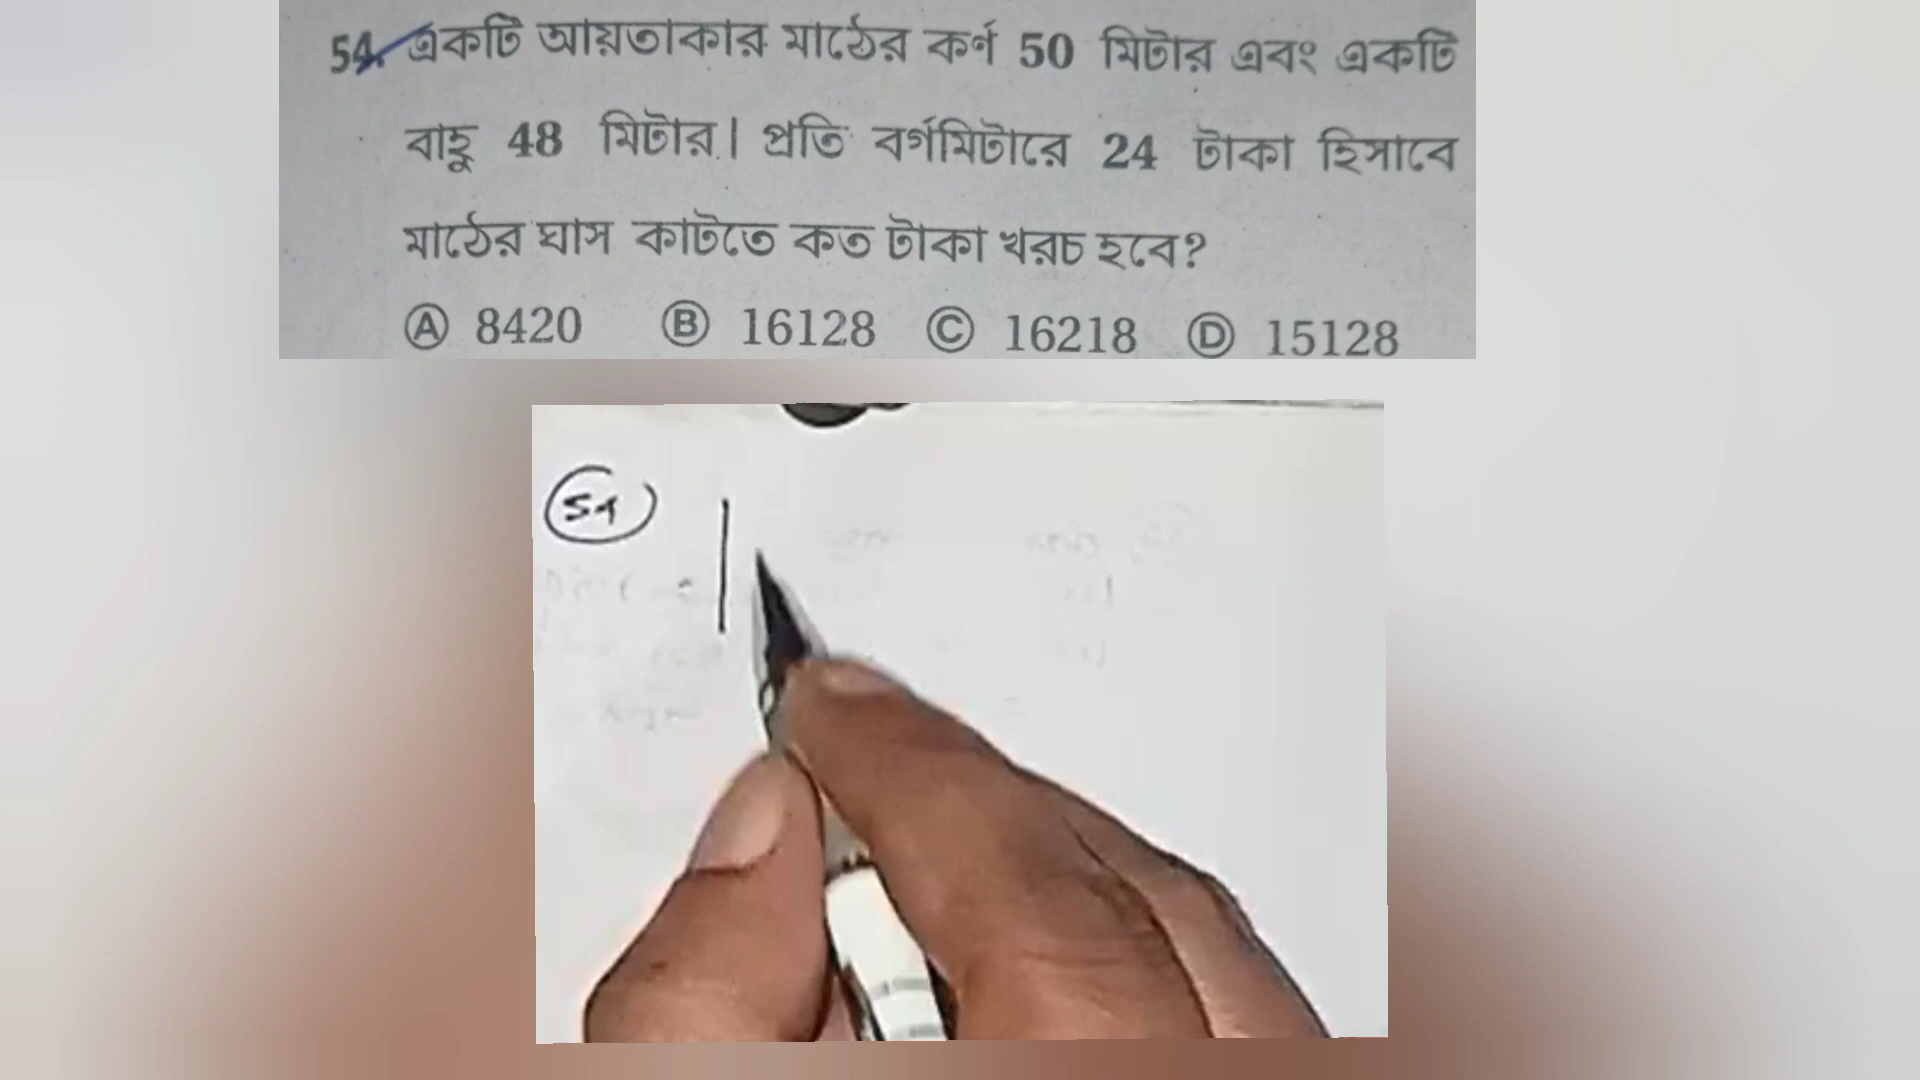 54. একটি আয়তাকার মাঠের কর্ণ 50 মিটার এবং একটি
বাহু 48 মিটার। প্রতি বর্গমিটারে 24 টাকা হিসাবে
মাঠের ঘাস কাটতে কত টাকা খরচ হবে?
Ⓐ 8420 Ⓑ 16128 Ⓒ 16218 Ⓓ 15128
54